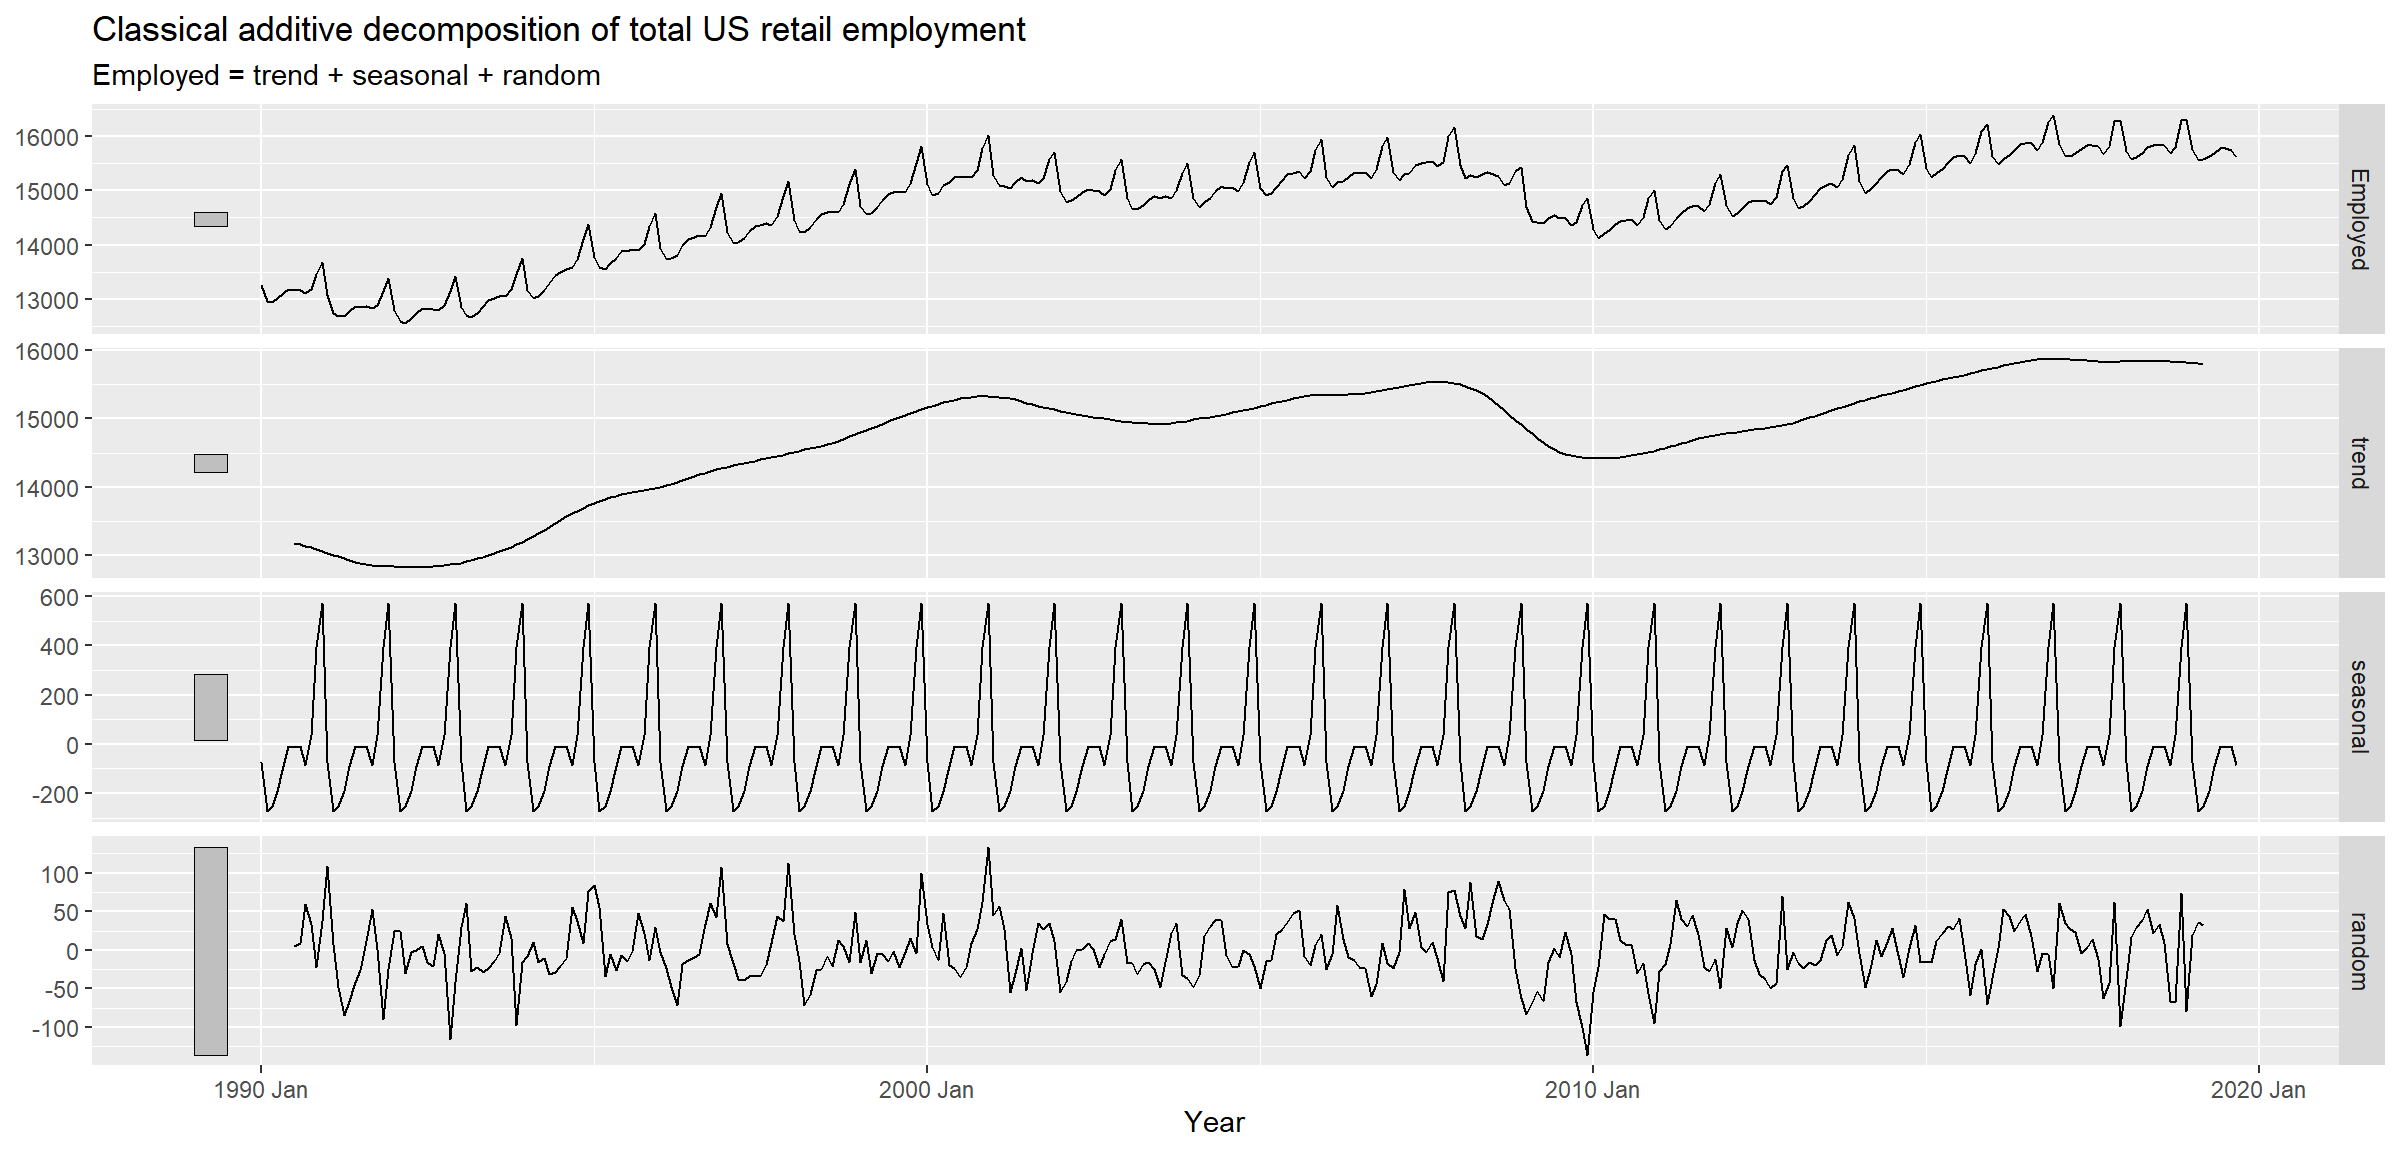 Classical additive decomposition of total US retail employment
Employed = trend + seasonal + random
16000
15000
14000
13000
Employed
16000
15000
14000
13000
trend
600
400
200
0
-200
seasonal
100
50
0
-50
-100
random
1990 Jan
2000 Jan
2010 Jan
2020 Jan
Year